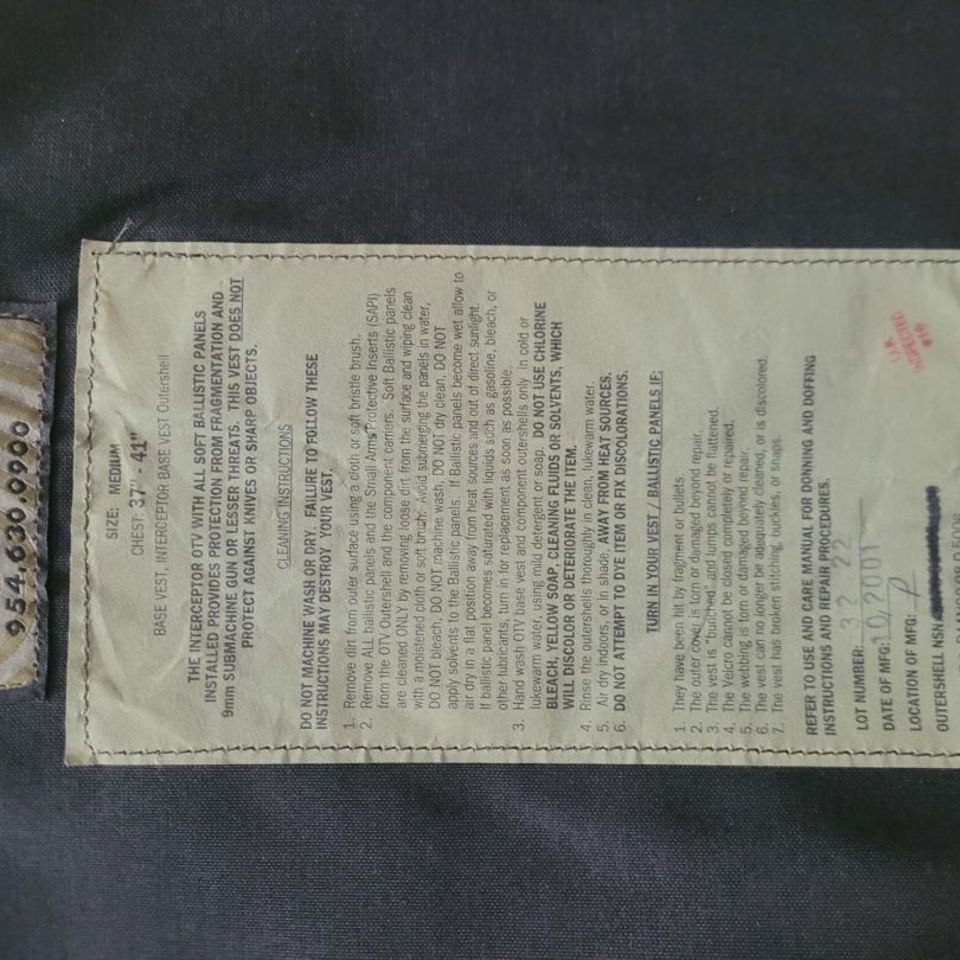 954.630.0900
SIZE: MEDIUM
CHEST: 37" - 41"
BASE VEST, INTERCEPTOR BASE VEST Outershell
THE INTERCEPTOR OTV WITH ALL SOFT BALLISTIC PANELS
INSTALLED PROVIDES PROTECTION FROM FRAGMENTATION AND
9mm SUBMACHINE GUN OR LESSER THREATS. THIS VEST DOES NOT
PROTECT AGAINST KNIVES OR SHARP OBJECTS.
CLEANING INSTRUCTIONS
DO NOT MACHINE WASH OR DRY. FAILURE TO FOLLOW THESE
INSTRUCTIONS MAY DESTROY YOUR VEST.
1. Remove dirt from outer surface using a cloth or soft bristle brush.
2. Remove ALL ballistic panels and the Small Arms Protective Inserts (SAPI)
from the OTV Outershell and the component carriers. Soft Ballistic panels
are cleaned ONLY by removing loose dirt from the surface and wiping clean
with a moistened cloth or soft brush. Avoid submerging the panels in water,
DO NOT bleach, DO NOT machine wash, DO NOT dry clean, DO NOT
apply solvents to the Ballistic panels. If Ballistic panels become wet allow to
air dry in a flat position away from heat sources and out of direct sunlight.
If ballistic panel becomes saturated with liquids such as gasoline, bleach, or
other lubricants, turn in for replacement as soon as possible.
3. Hand wash OTV base vest and component outershells only in cold or
lukewarm water, using mild detergent or soap. DO NOT USE CHLORINE
BLEACH, YELLOW SOAP, CLEANING FLUIDS OR SOLVENTS, WHICH
WILL DISCOLOR OR DETERIORATE THE ITEM.
4. Rinse the outershells thoroughly in clean, lukewarm water.
5. Air dry indoors, or in shade, AWAY FROM HEAT SOURCES.
6. DO NOT ATTEMPT TO DYE ITEM OR FIX DISCOLORATIONS.
TURN IN YOUR VEST / BALLISTIC PANELS IF:
1. They have been hit by fragment or bullets.
2. The outer cover is torn or damaged beyond repair.
3. The vest is "bunched" and lumps cannot be flattened.
4. The Velcro cannot be closed completely or repaired.
5. The webbing is torn or damaged beyond repair.
6. The vest can no longer be adequately cleaned, or is discolored.
7. The vest has broken stitching, buckles, or snaps.
REFER TO USE AND CARE MANUAL FOR DONNING AND DOFFING
INSTRUCTIONS AND REPAIR PROCEDURES.
LOT NUMBER: 32 22
DATE OF MFG: 10/2001
LOCATION OF MFG: P
INSPECTED
OUTERSHELL NSN